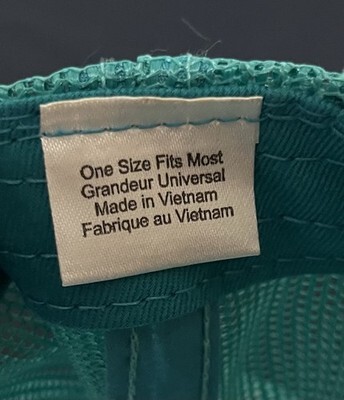 One Size Fits Most
Grandeur Universal
Made in Vietnam
Fabrique au Vietnam